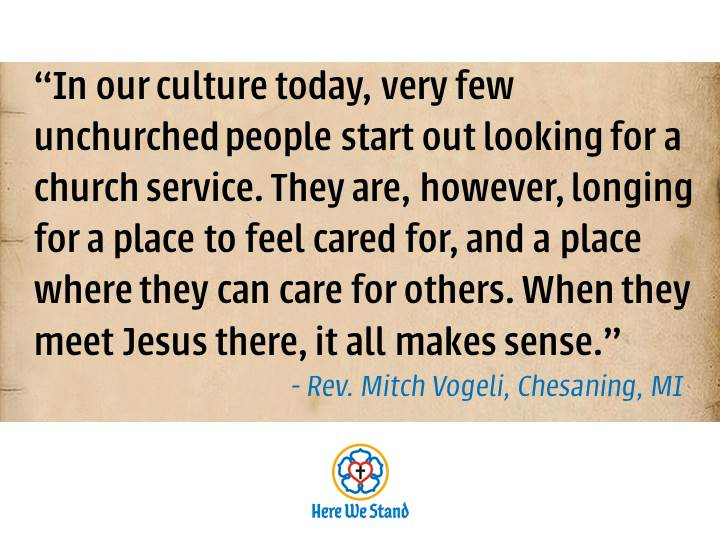 “In our culture today, very few
unchurched people start out looking for a
church service. They are, however, longing
for a place to feel cared for, and a place
where they can care for others. When they
meet Jesus there, it all makes sense.”
- Rev. Mitch Vogeli, Chesaning, MI
Here We Stand